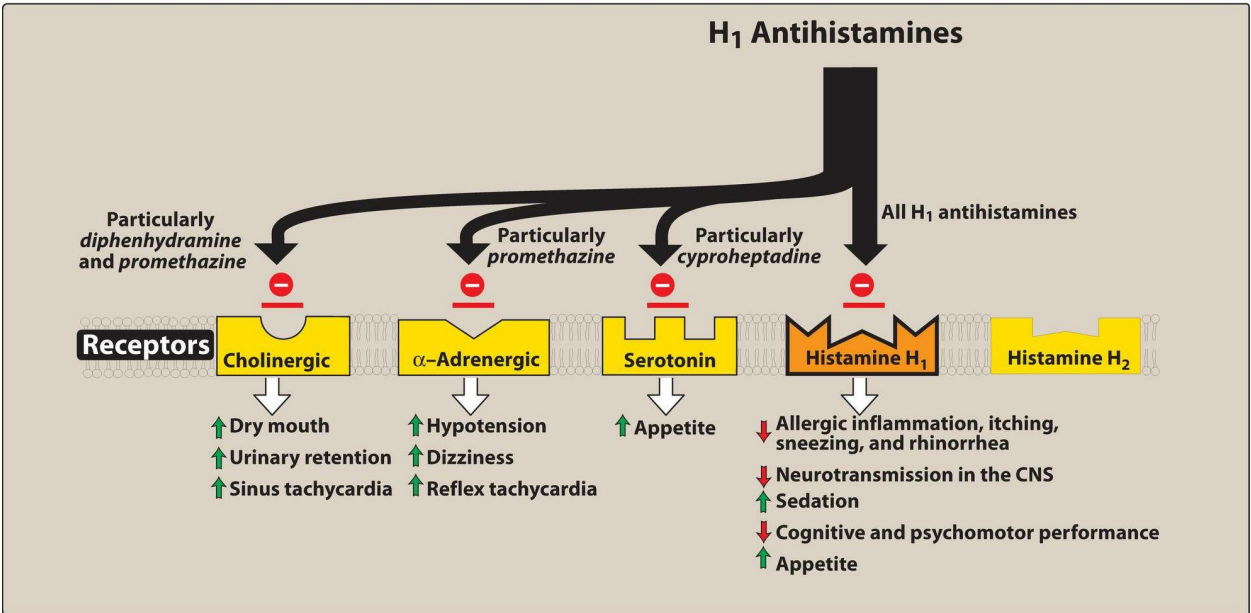 H₁ Antihistamines
Particularly
diphenhydramine
and promethazine
Particularly
promethazine
Particularly
cyproheptadine
All H₁ antihistamines
Receptors
Cholinergic
α–Adrenergic
Serotonin
Histamine H₁
Histamine H₂
Dry mouth
Urinary retention
Sinus tachycardia
Hypotension
Dizziness
Reflex tachycardia
Appetite
Allergic inflammation, itching,
sneezing, and rhinorrhea
Neurotransmission in the CNS
Sedation
Cognitive and psychomotor performance
Appetite